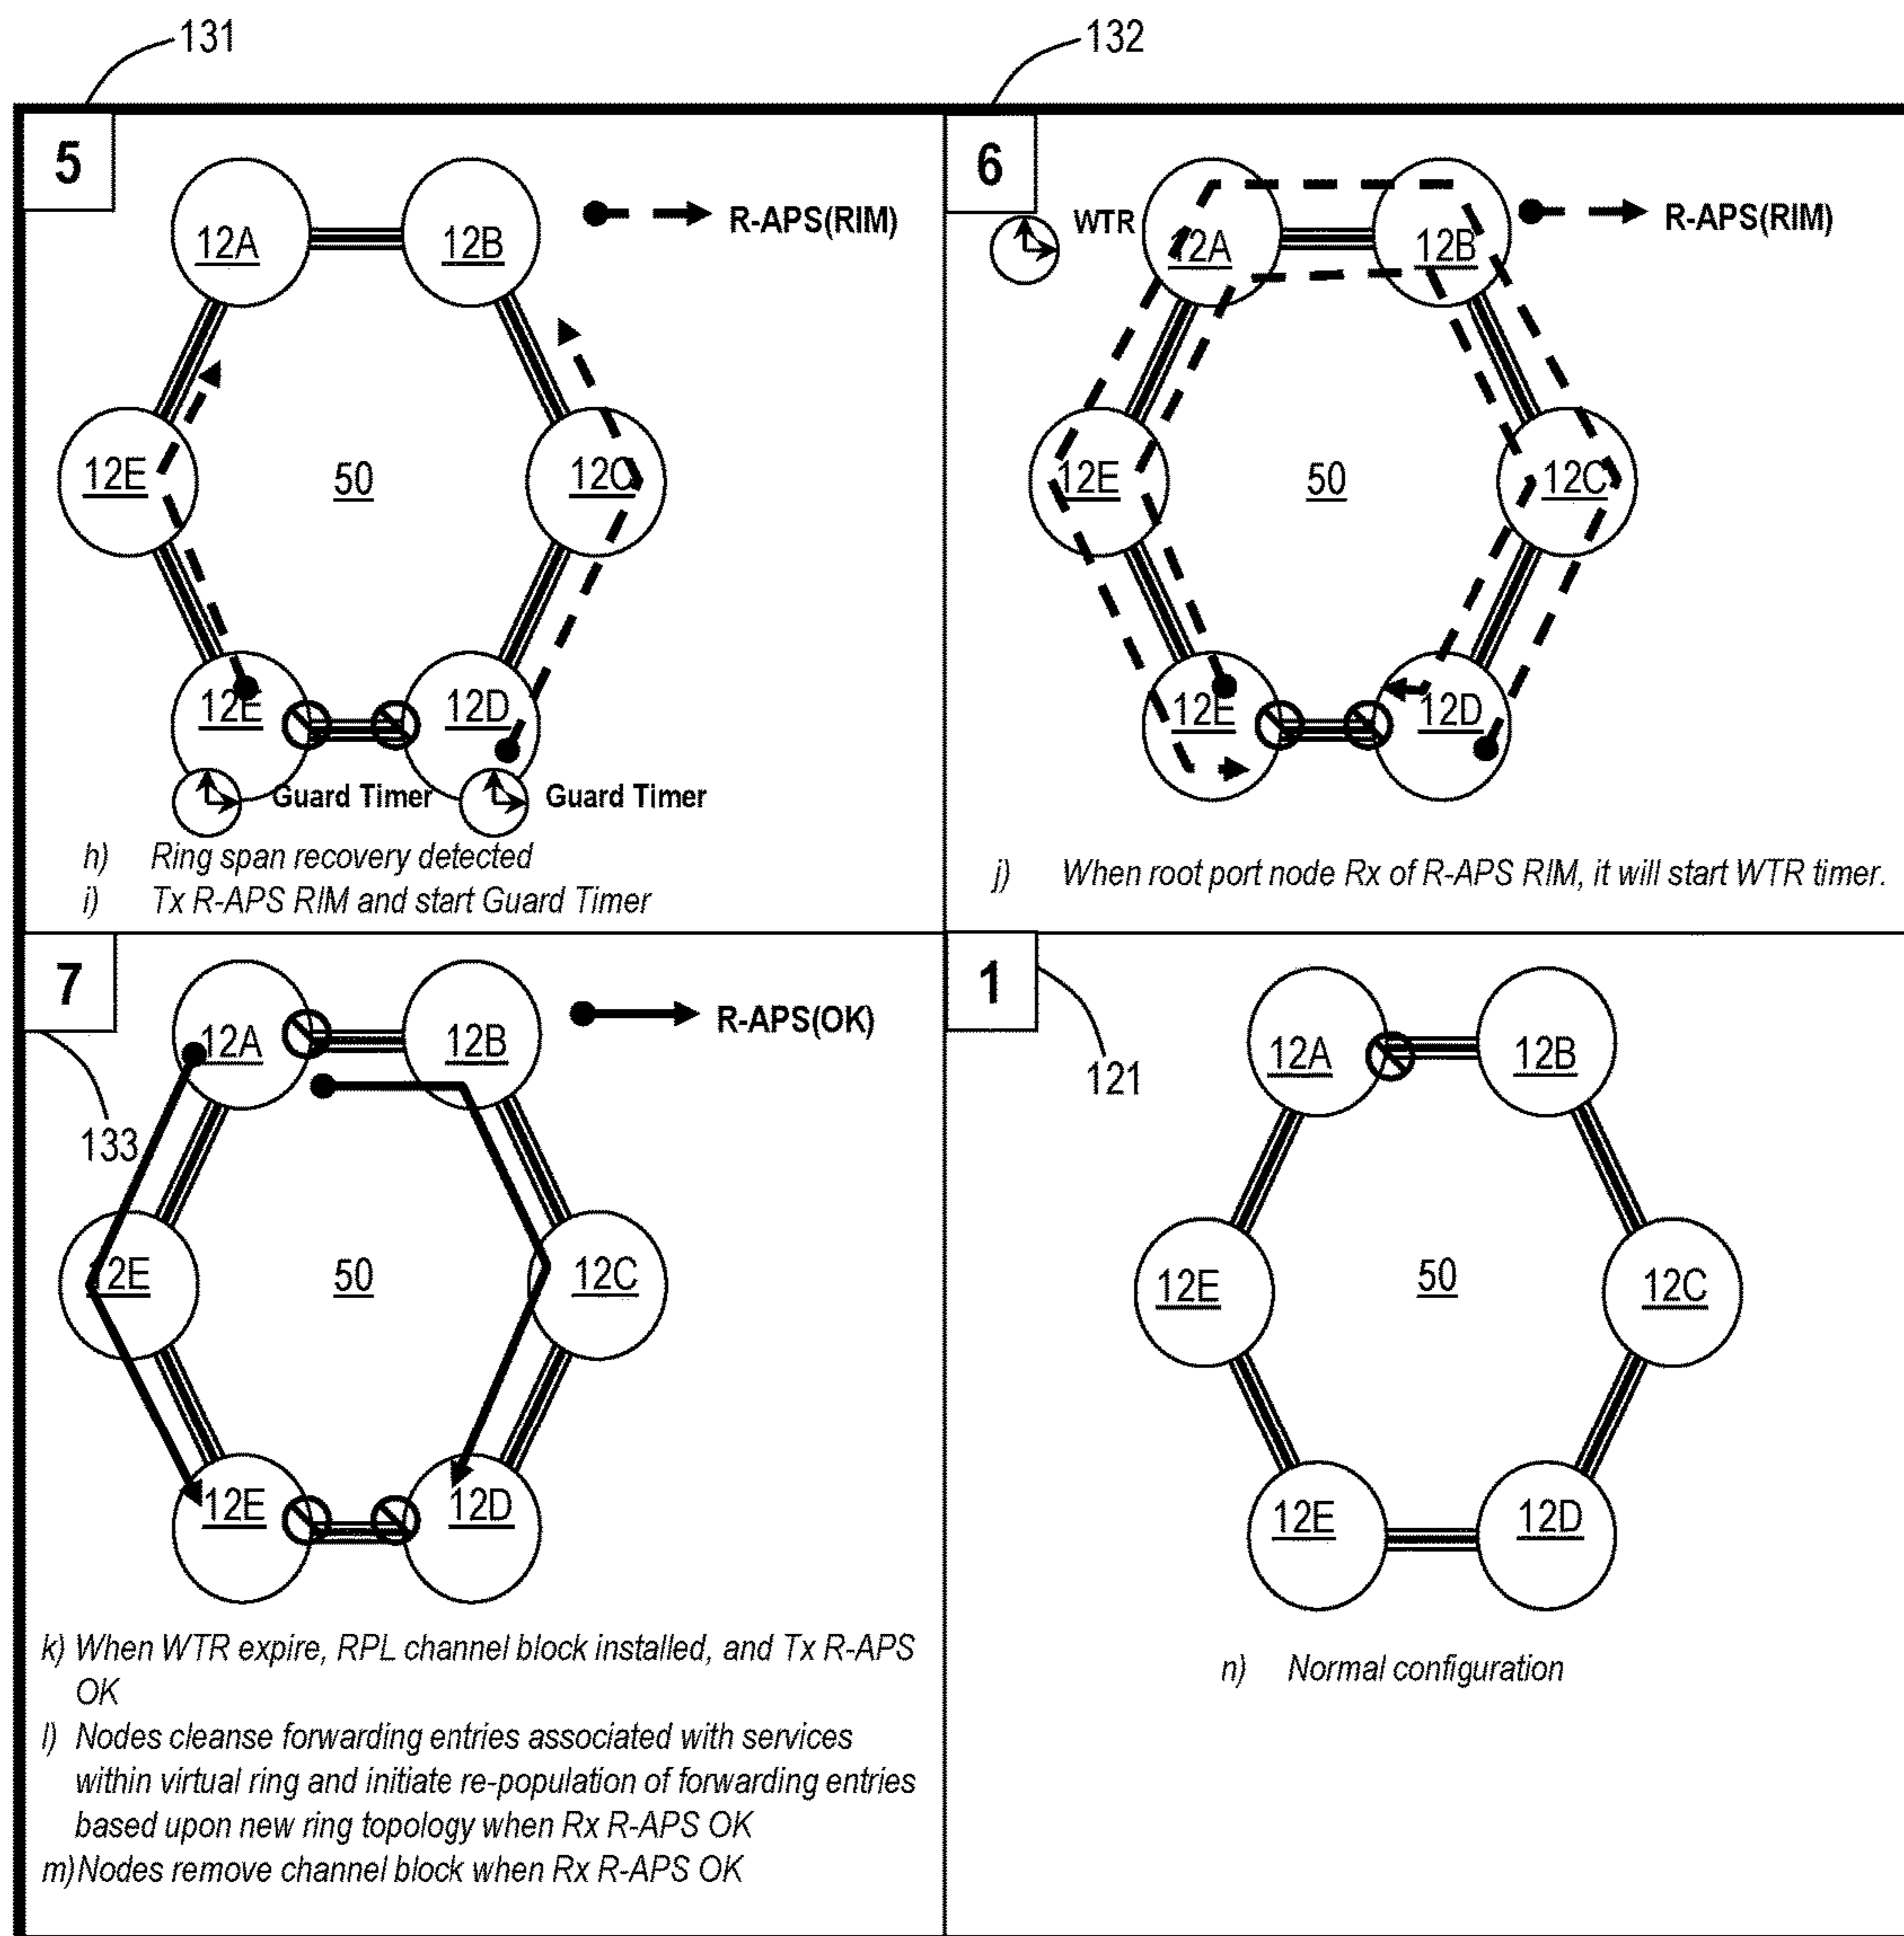 131
132
5
12A
12B
R-APS(RIM)
12E
50
12C
12E
12D
Guard Timer
Guard Timer
h) Ring span recovery detected
i) Tx R-APS RIM and start Guard Timer
6
WTR
12A
12B
R-APS(RIM)
12E
50
12C
12E
12D
j) When root port node Rx of R-APS RIM, it will start WTR timer.
7
12A
12B
R-APS(OK)
133
12E
50
12C
12E
12D
k) When WTR expire, RPL channel block installed, and Tx R-APS
OK
l) Nodes cleanse forwarding entries associated with services
within virtual ring and initiate re-population of forwarding entries
based upon new ring topology when Rx R-APS OK
m)Nodes remove channel block when Rx R-APS OK
1
121
12A
12B
12E
50
12C
12E
12D
n) Normal configuration